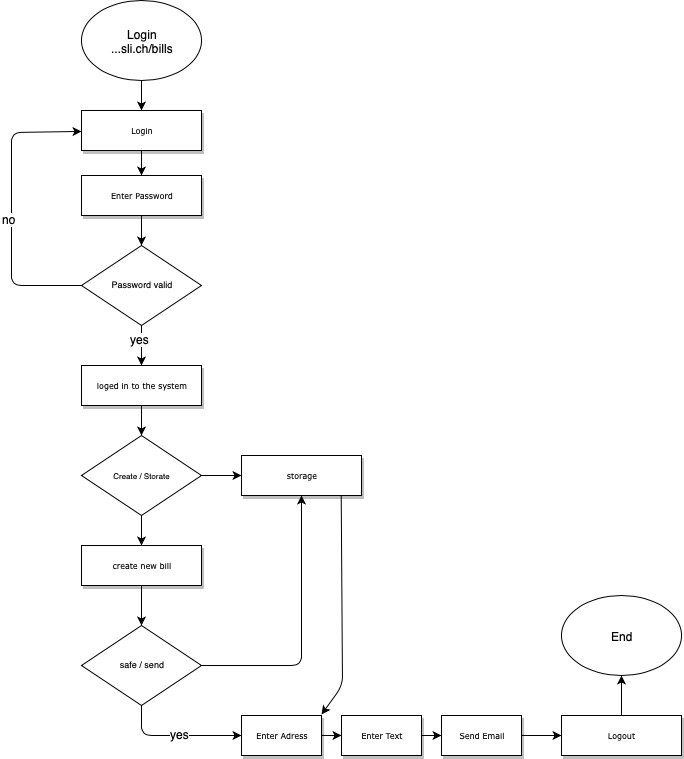 Login
...sli.ch/bills
Login
Enter Password
no
Password valid
yes
loged in to the system
Create / Storate
storage
create new bill
safe / send
End
yes
Enter Adress
Enter Text
Send Email
Logout